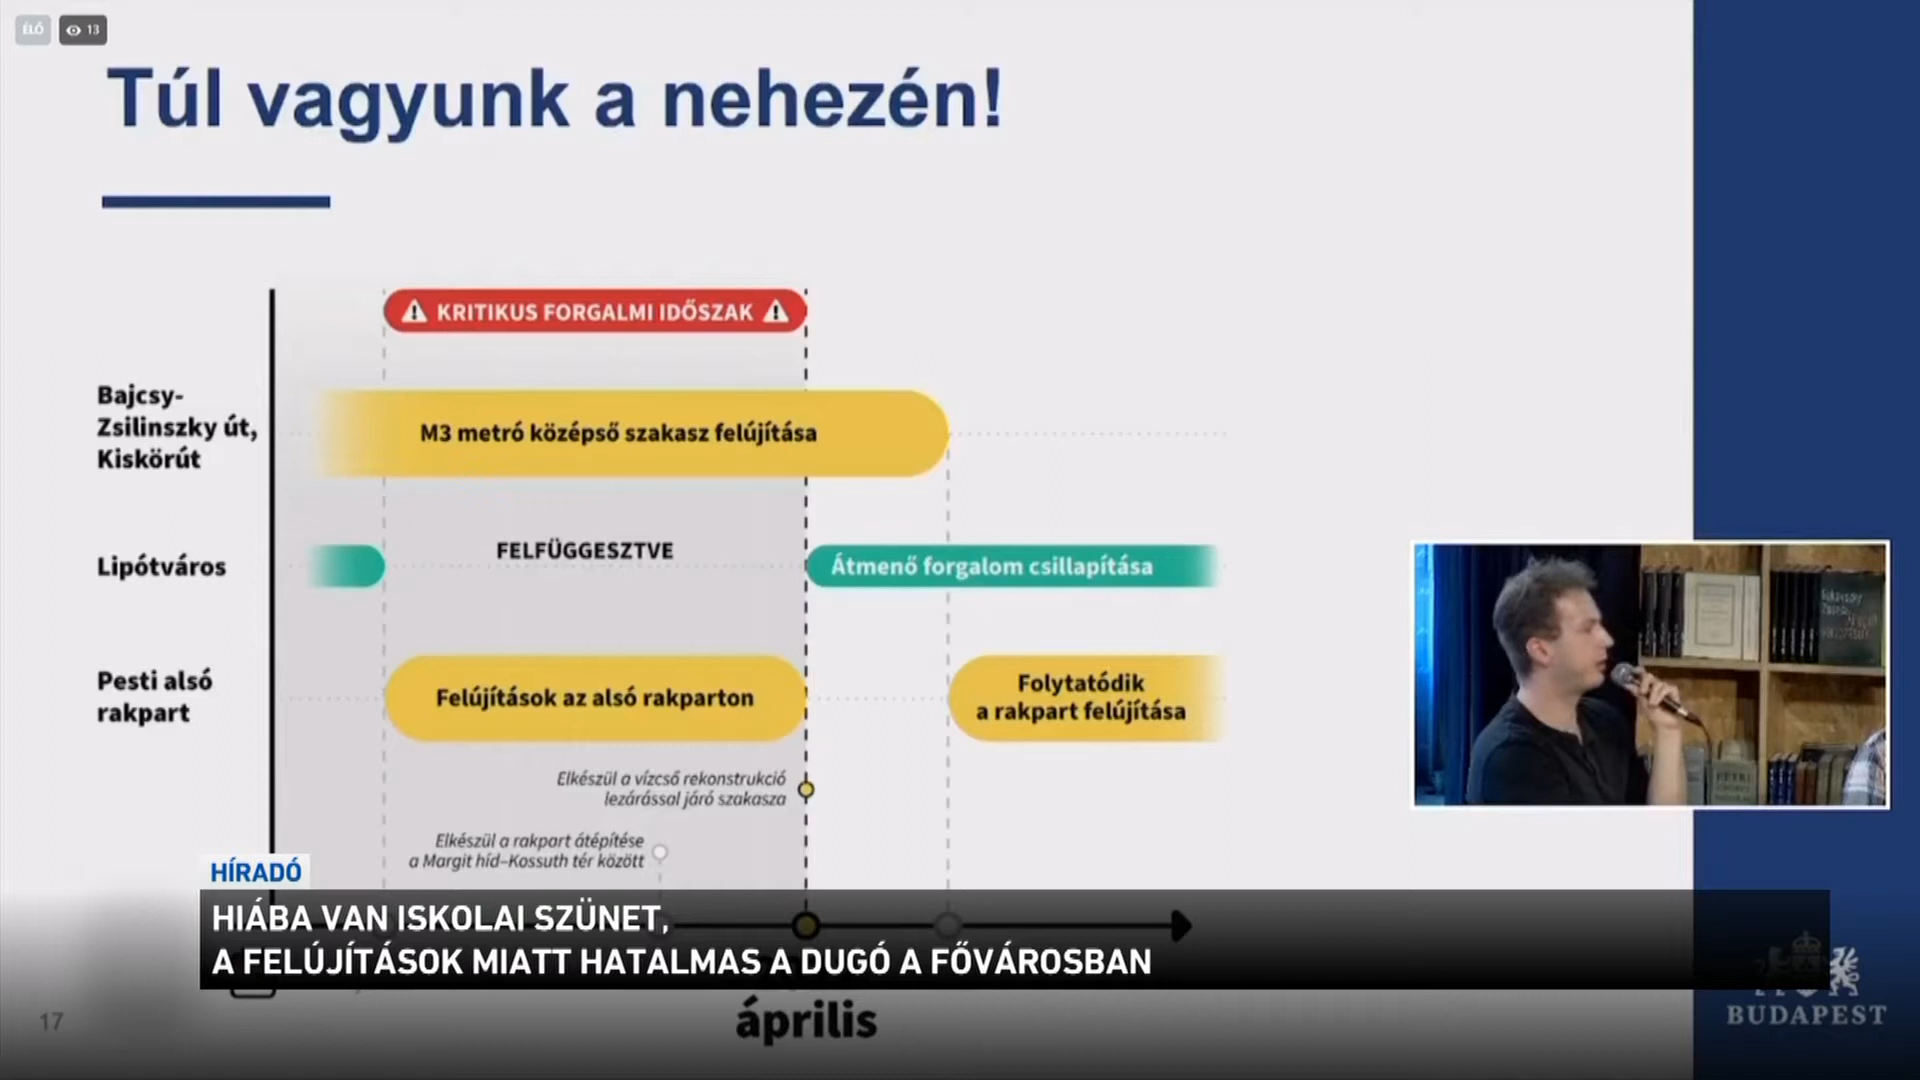 ÉLŐ 13
Túl vagyunk a nehezén!
KRITIKUS FORGALMI IDŐSZAK
Bajcsy-
Zsilinszky út,
Kiskörút
M3 metró középső szakasz felújítása
Lipótváros
FELFÜGGESZTVE
Átmenő forgalom csillapítása
Pesti alsó
rakpart
Felújítások az alsó rakparton
Folytatódik
a rakpart felújítása
Elkészül a vízcső rekonstrukció
lezárással járó szakasza
Elkészül a rakpart átépítése
a Margit híd–Kossuth tér között
HÍRADÓ
HIÁBA VAN ISKOLAI SZÜNET,
A FELÚJÍTÁSOK MIATT HATALMAS A DUGÓ A FŐVÁROSBAN
április
17
BUDAPEST